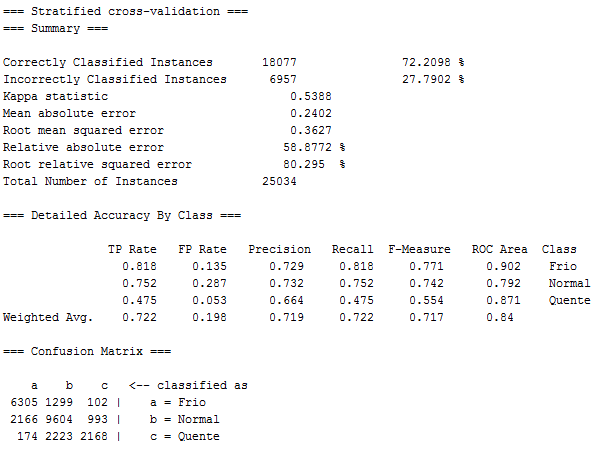 === Stratified cross-validation ===
=== Summary ===
Correctly Classified Instances 18077 72.2098 %
Incorrectly Classified Instances 6957 27.7902 %
Kappa statistic 0.5388
Mean absolute error 0.2402
Root mean squared error 0.3627
Relative absolute error 58.8772 %
Root relative squared error 80.295 %
Total Number of Instances 25034
=== Detailed Accuracy By Class ===
TP Rate FP Rate Precision Recall F-Measure ROC Area Class
0.818 0.135 0.729 0.818 0.771 0.902 Frio
0.752 0.287 0.732 0.752 0.742 0.792 Normal
0.475 0.053 0.664 0.475 0.554 0.871 Quente
Weighted Avg. 0.722 0.198 0.719 0.722 0.717 0.84
=== Confusion Matrix ===
a b c <-- classified as
6305 1299 102 | a = Frio
2166 9604 993 | b = Normal
174 2223 2168 | c = Quente